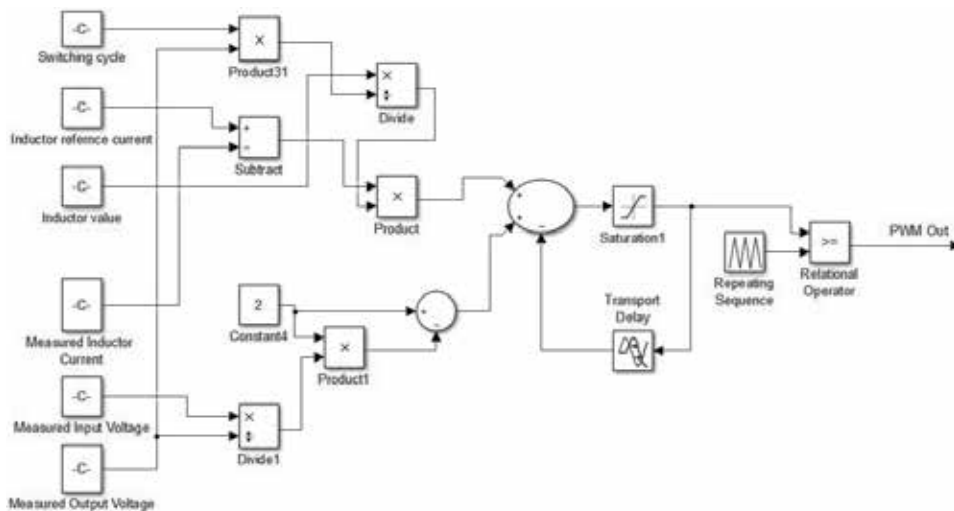 -C-
Switching cycle
×
Product31
-C-
Inductor refernce current
×
÷
Divide
+
−
Subtract
-C-
Inductor value
×
Product
+
+
−
Saturation1
PWM Out
>=
Relational
Operator
Repeating
Sequence
-C-
Measured Inductor
Current
2
Constant4
+
−
×
Product1
Transport
Delay
-C-
Measured Input Voltage
×
÷
Divide1
-C-
Measured Output Voltage